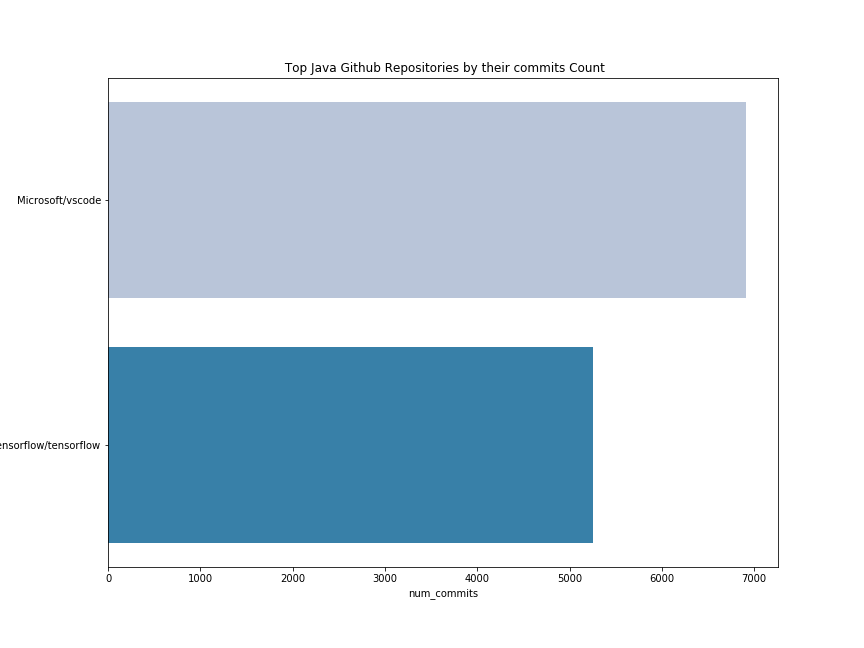 Top Java Github Repositories by their commits Count
Microsoft/vscode
ensorflow/tensorflow
0 1000 2000 3000 4000 5000 6000 7000
num_commits